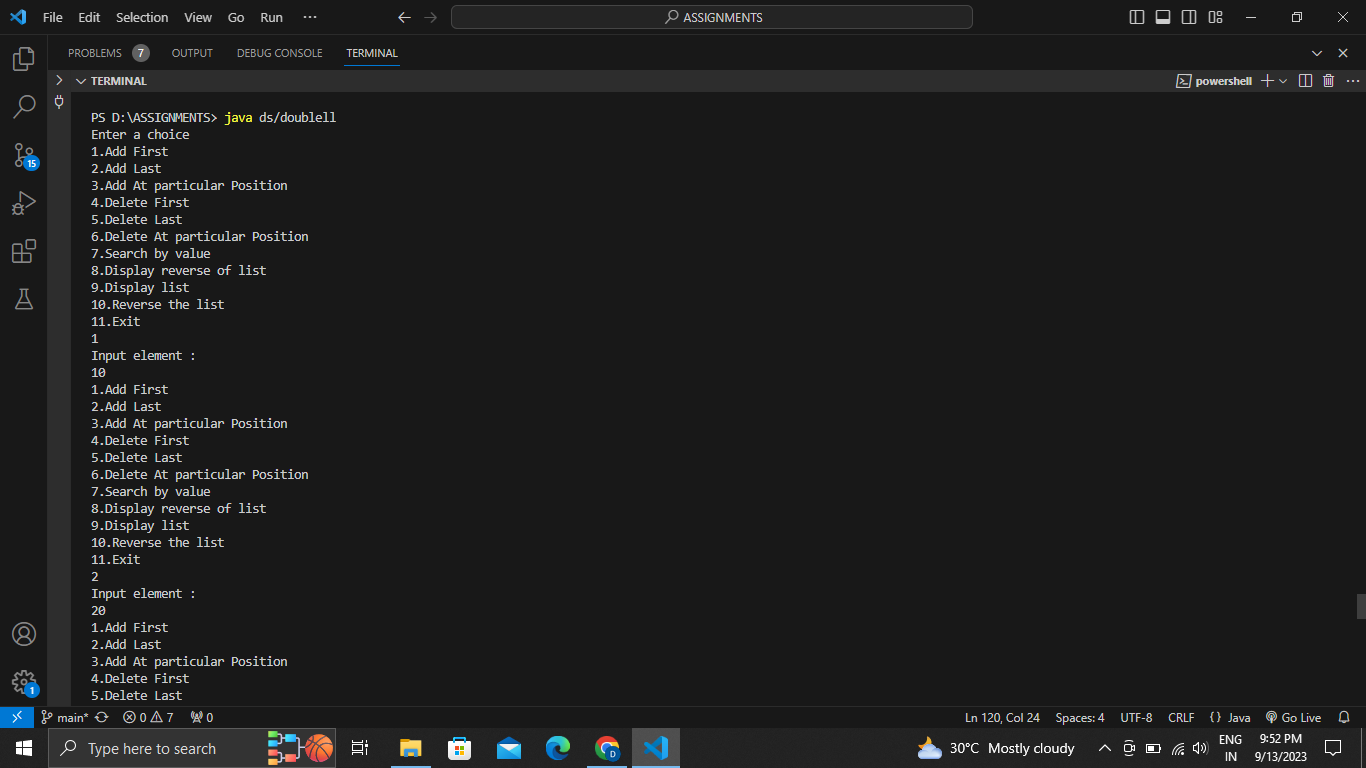 File Edit Selection View Go Run ··· ASSIGNMENTS
PROBLEMS 7 OUTPUT DEBUG CONSOLE TERMINAL
TERMINAL powershell
PS D:\ASSIGNMENTS> java ds/doublell
Enter a choice
1.Add First
2.Add Last
3.Add At particular Position
4.Delete First
5.Delete Last
6.Delete At particular Position
7.Search by value
8.Display reverse of list
9.Display list
10.Reverse the list
11.Exit
1
Input element :
10
1.Add First
2.Add Last
3.Add At particular Position
4.Delete First
5.Delete Last
6.Delete At particular Position
7.Search by value
8.Display reverse of list
9.Display list
10.Reverse the list
11.Exit
2
Input element :
20
1.Add First
2.Add Last
3.Add At particular Position
4.Delete First
5.Delete Last
15
1
main* 0 7 0 Ln 120, Col 24 Spaces: 4 UTF-8 CRLF {} Java Go Live
Type here to search 30°C Mostly cloudy ENG 9:52 PM
IN 9/13/2023